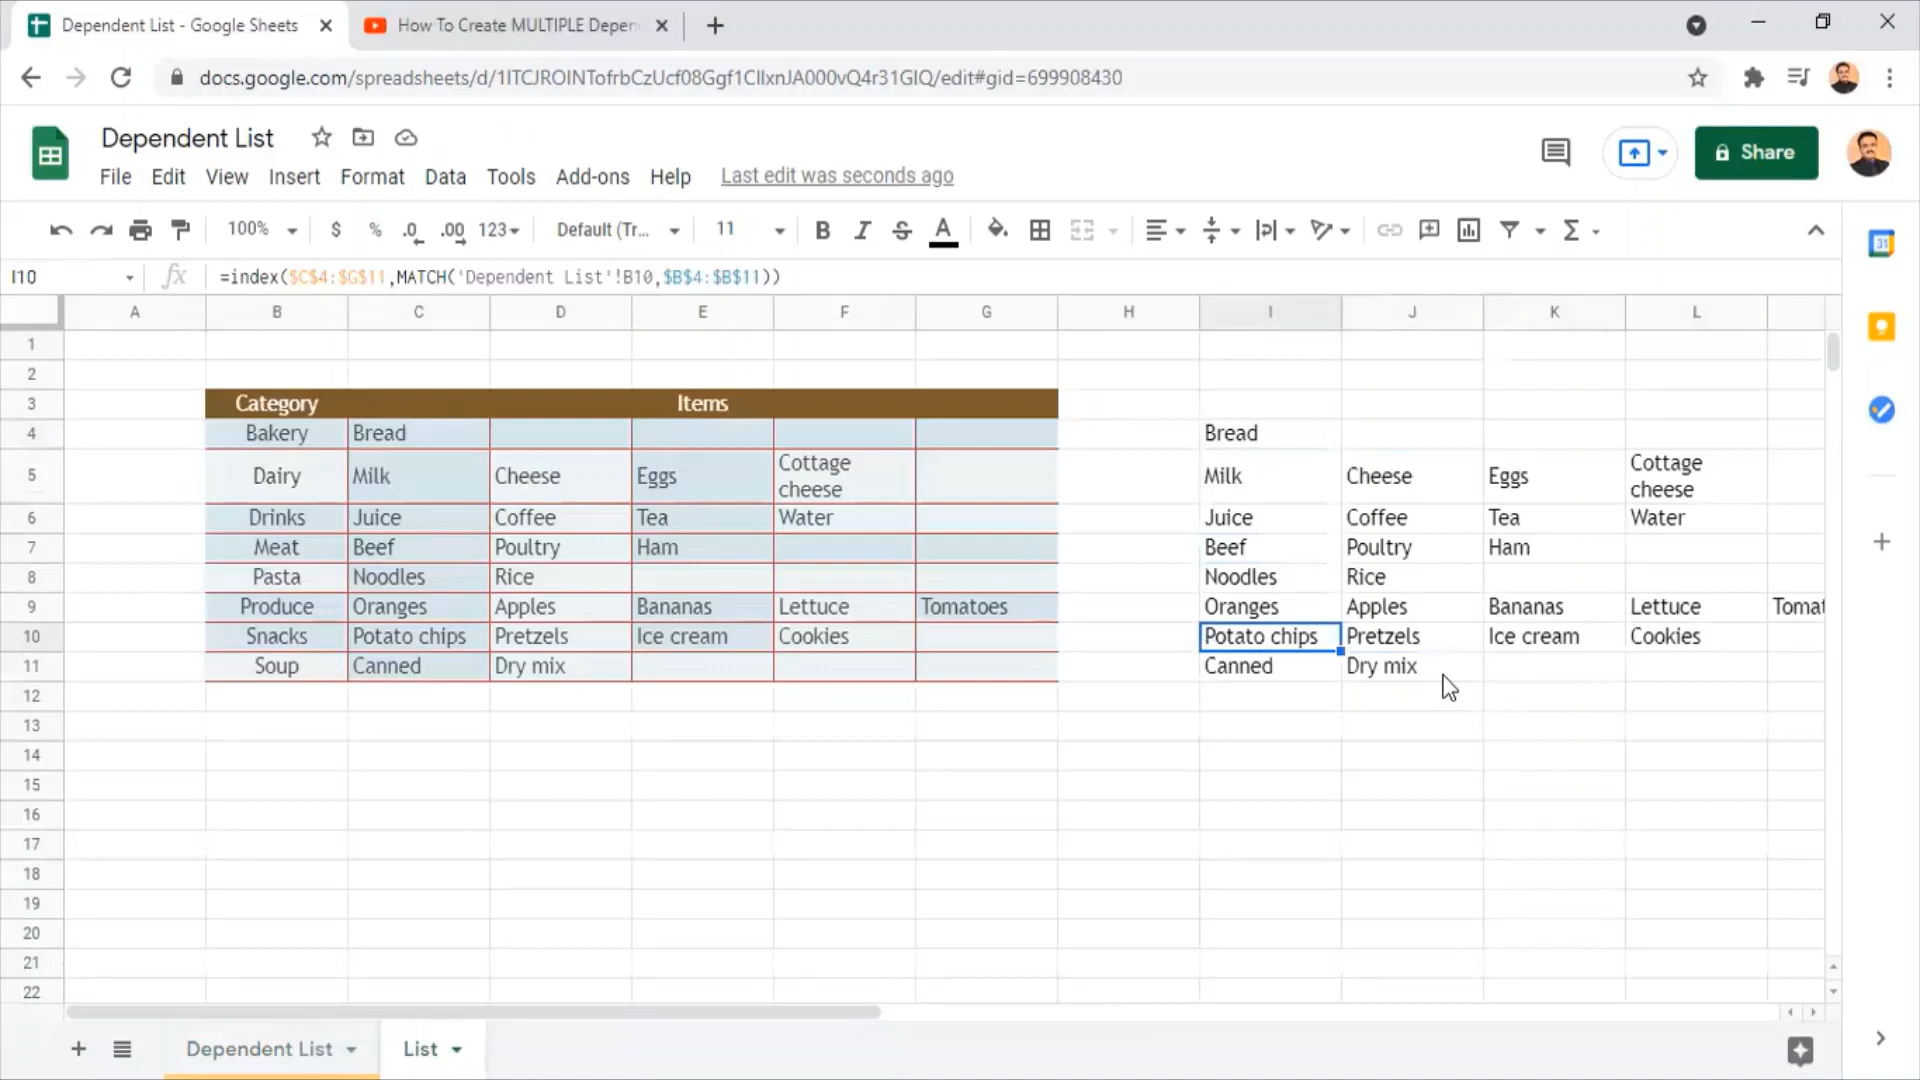 Dependent List - Google Sheets
How To Create MULTIPLE Depen
docs.google.com/spreadsheets/d/1ITCJROINTofrbCzUcf08Ggf1CIIxnJA000vQ4r31GIQ/edit#gid=699908430
Dependent List
Share
File Edit View Insert Format Data Tools Add-ons Help Last edit was seconds ago
100% $ % .0 .00 123 Default (Tr... 11 B I S A
31
I10 fx =index($C$4:$G$11,MATCH('Dependent List'!B10,$B$4:$B$11))
A B C D E F G H I J K L
1
2
3 Category Items
4 Bakery Bread Bread
5 Dairy Milk Cheese Eggs Cottage cheese Milk Cheese Eggs Cottage cheese
6 Drinks Juice Coffee Tea Water Juice Coffee Tea Water
7 Meat Beef Poultry Ham Beef Poultry Ham
8 Pasta Noodles Rice Noodles Rice
9 Produce Oranges Apples Bananas Lettuce Tomatoes Oranges Apples Bananas Lettuce Tomat
10 Snacks Potato chips Pretzels Ice cream Cookies Potato chips Pretzels Ice cream Cookies
11 Soup Canned Dry mix Canned Dry mix
12
13
14
15
16
17
18
19
20
21
22
Dependent List List